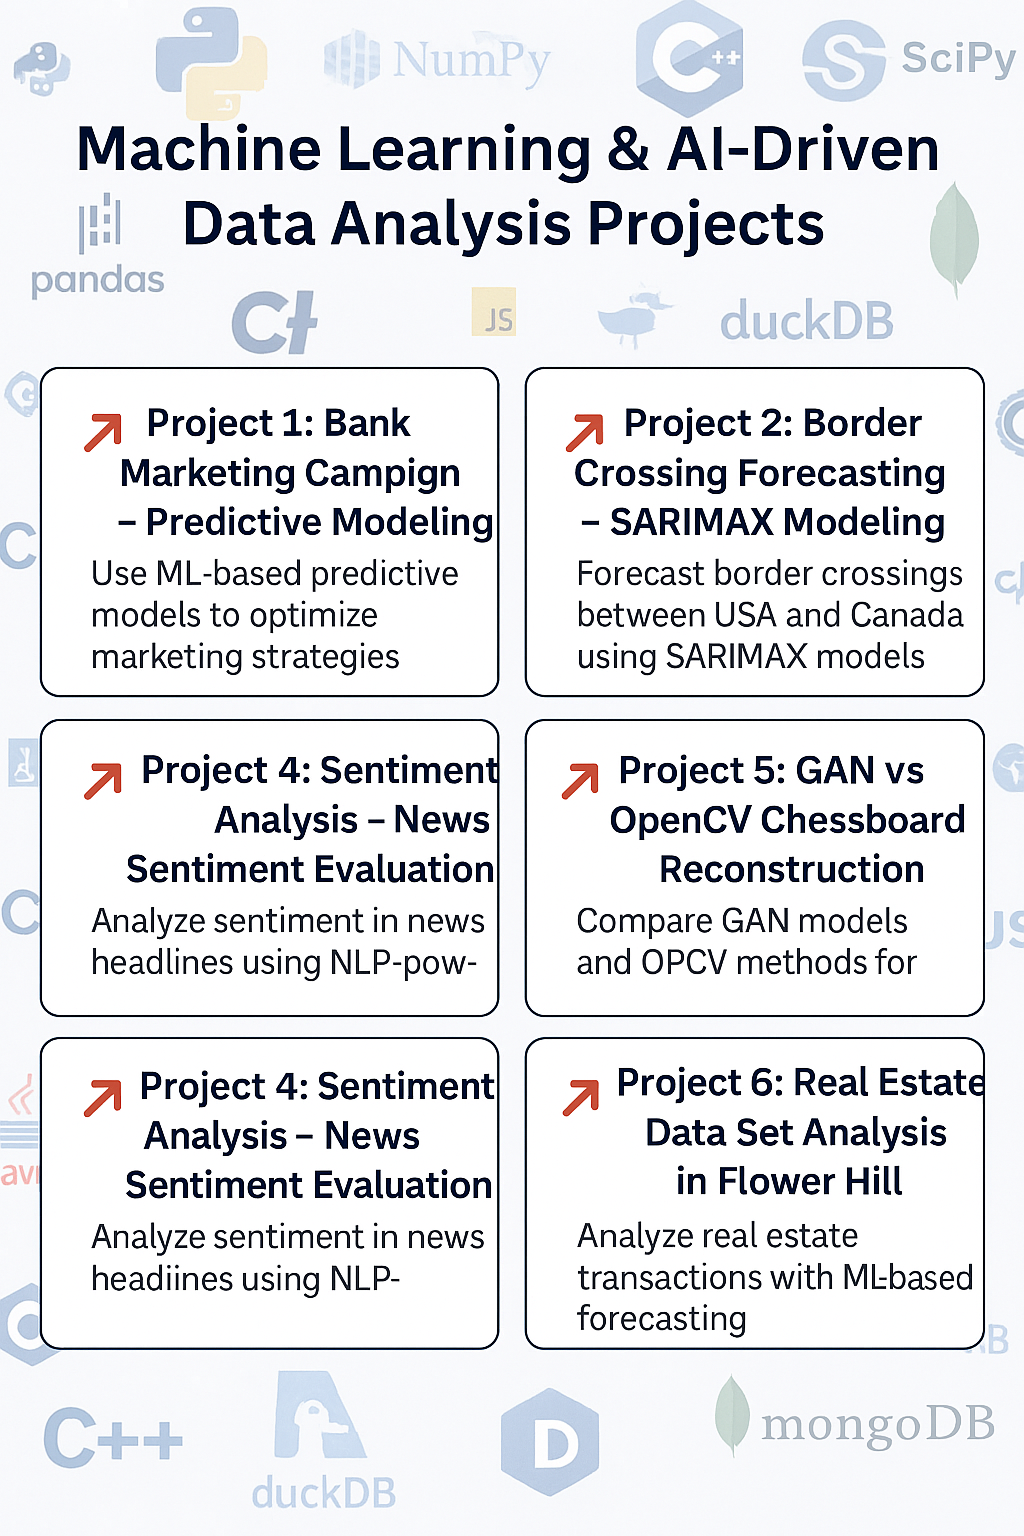 NumPy
C++
SciPy
Machine Learning & AI-Driven
Data Analysis Projects
pandas
JS
duckDB
Project 1: Bank
Marketing Campign
– Predictive Modeling
Use ML-based predictive
models to optimize
marketing strategies
Project 2: Border
Crossing Forecasting
– SARIMAX Modeling
Forecast border crossings
between USA and Canada
using SARIMAX models
Project 4: Sentiment
Analysis – News
Sentiment Evaluation
Analyze sentiment in news
headlines using NLP-pow-
Project 5: GAN vs
OpenCV Chessboard
Reconstruction
Compare GAN models
and OPCV methods for
JS
Project 4: Sentiment
Analysis – News
Sentiment Evaluation
Analyze sentiment in news
headiines using NLP-
Project 6: Real Estate
Data Set Analysis
in Flower Hill
Analyze real estate
transactions with ML-based
forecasting
C++
duckDB
D
mongoDB